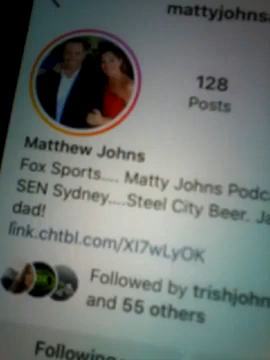 mattyjohns
128
Posts
Matthew Johns
Fox Sports.... Matty Johns Podc
SEN Sydney....Steel City Beer. Ja
dad!
link.chtbl.com/XI7wLyOK
Followed by trishjohn
and 55 others
Following